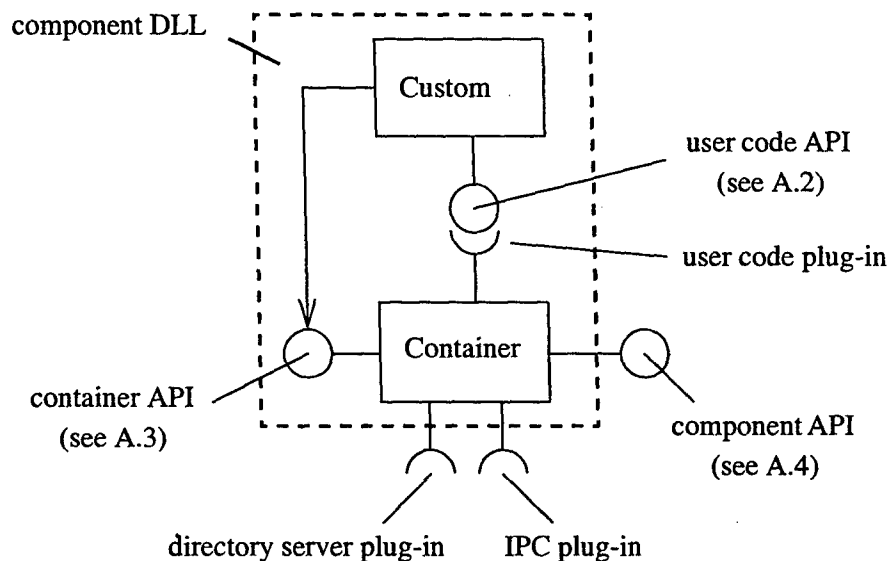 component DLL
Custom
user code API
(see A.2)
user code plug-in
Container
container API
(see A.3)
component API
(see A.4)
directory server plug-in
IPC plug-in